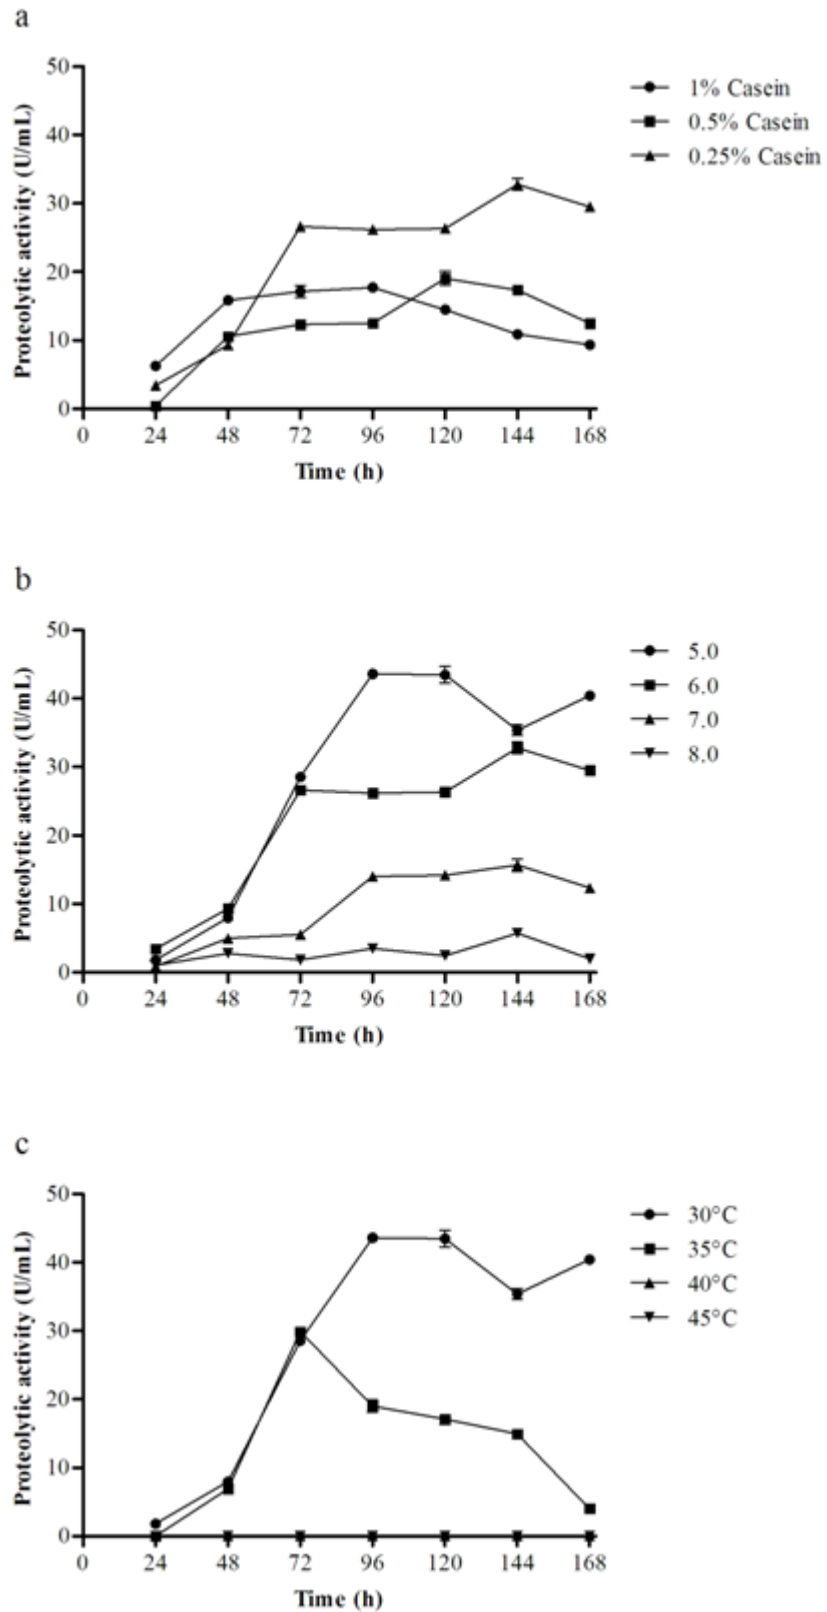 a
Proteolytic activity (U/mL)
50
40
30
20
10
0
0 24 48 72 96 120 144 168
Time (h)
1% Casein
0.5% Casein
0.25% Casein
b
Proteolytic activity (U/mL)
50
40
30
20
10
0
0 24 48 72 96 120 144 168
Time (h)
5.0
6.0
7.0
8.0
c
Proteolytic activity (U/mL)
50
40
30
20
10
0
0 24 48 72 96 120 144 168
Time (h)
30°C
35°C
40°C
45°C